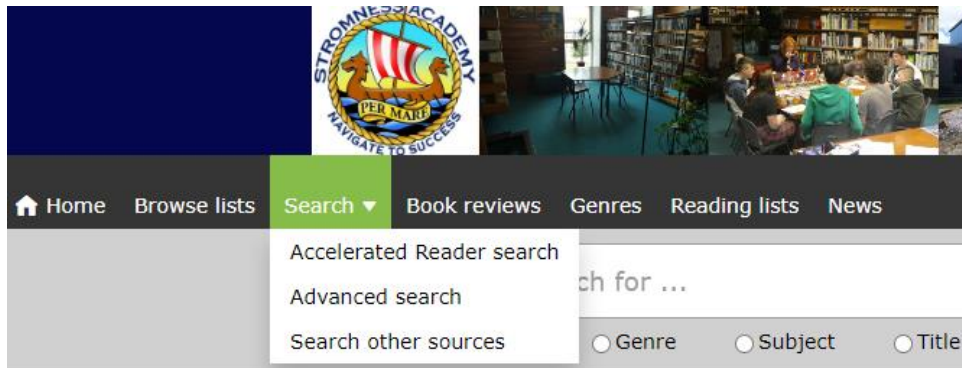 STROMNESS ACADEMY
PER MARE
NAVIGATE TO SUCCESS
Home Browse lists Search Book reviews Genres Reading lists News
Accelerated Reader search
ch for ...
Advanced search
Search other sources
Genre Subject Title